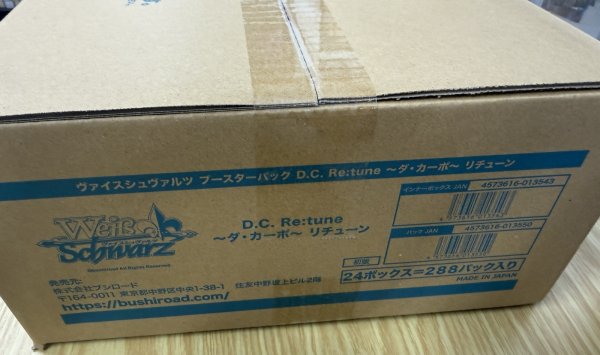 ヴァイスシュヴァルツ ブースターパック D.C. Re:tune ～ダ・カーポ～ リチューン
Weiß
Schwarz
D.C. Re:tune
～ダ・カーポ～ リチューン
インナーボックス JAN 4573616-013543
パック JAN 4573616-013550
初版
24ボックス=288パック入り
MADE IN JAPAN
発売元:
株式会社ブシロード
〒164-0011 東京都中野区中央1-38-1 住友中野坂上ビル2階
https://bushiroad.com/